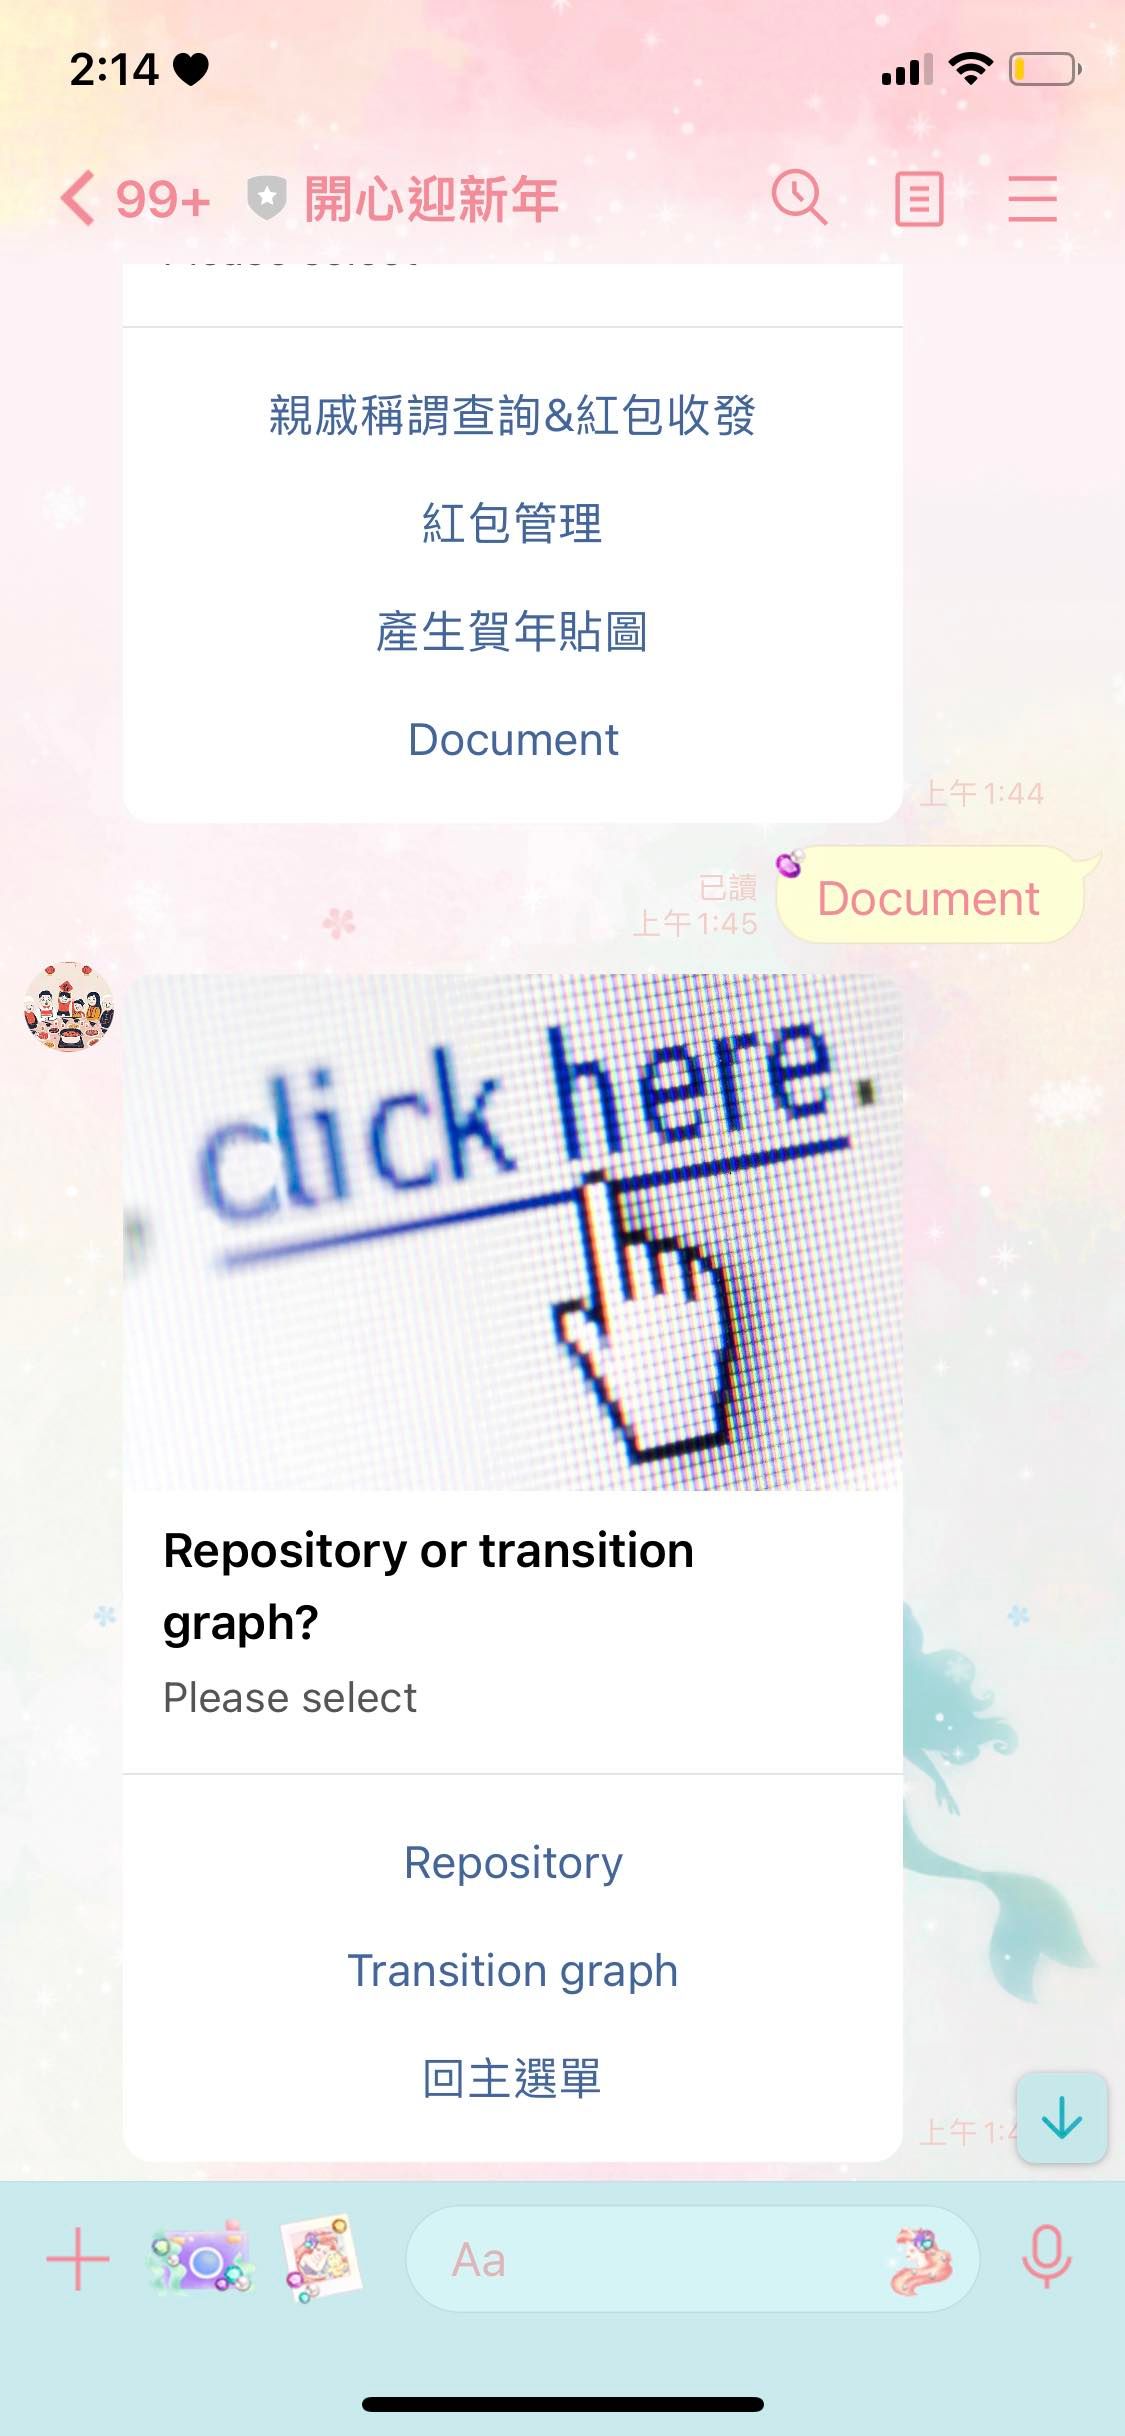 2:14
99+ 開心迎新年
Please select
親戚稱謂查詢&紅包收發
紅包管理
產生賀年貼圖
Document
上午 1:44
已讀
上午 1:45
Document
click here.
Repository or transition
graph?
Please select
Repository
Transition graph
回主選單
上午
Aa